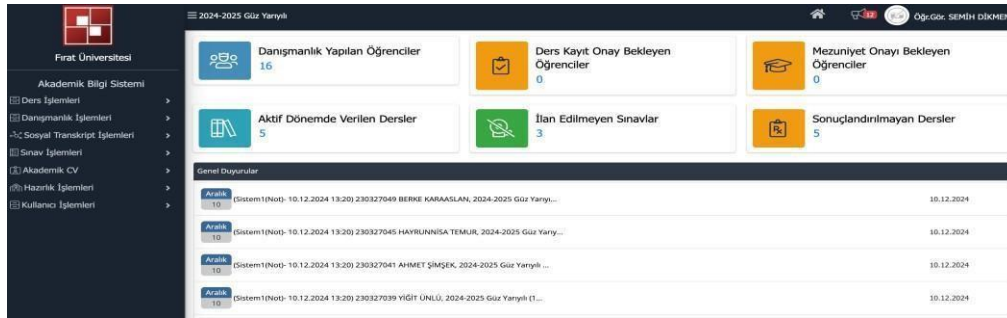 2024-2025 Güz Yarıyılı
12
Öğr.Gör. SEMİH DİKMEN
Fırat Üniversitesi
Akademik Bilgi Sistemi
Ders İşlemleri
Danışmanlık İşlemleri
Sosyal Transkript İşlemleri
Sınav İşlemleri
Akademik CV
Hazırlık İşlemleri
Kullanıcı İşlemleri
Danışmanlık Yapılan Öğrenciler
16
Ders Kayıt Onay Bekleyen
Öğrenciler
0
Mezuniyet Onayı Bekleyen
Öğrenciler
0
Aktif Dönemde Verilen Dersler
5
İlan Edilmeyen Sınavlar
3
Sonuçlandırılmayan Dersler
5
Genel Duyurular
Aralık
10
(Sistem1(Not)- 10.12.2024 13:20) 230327049 BERKE KARAASLAN, 2024-2025 Güz Yarıyı...
10.12.2024
Aralık
10
(Sistem1(Not)- 10.12.2024 13:20) 230327045 HAYRUNNİSA TEMUR, 2024-2025 Güz Yarıy...
10.12.2024
Aralık
10
(Sistem1(Not)- 10.12.2024 13:20) 230327041 AHMET ŞİMŞEK, 2024-2025 Güz Yarıyılı ...
10.12.2024
Aralık
10
(Sistem1(Not)- 10.12.2024 13:20) 230327039 YİĞİT ÜNLÜ, 2024-2025 Güz Yarıyılı (1...
10.12.2024